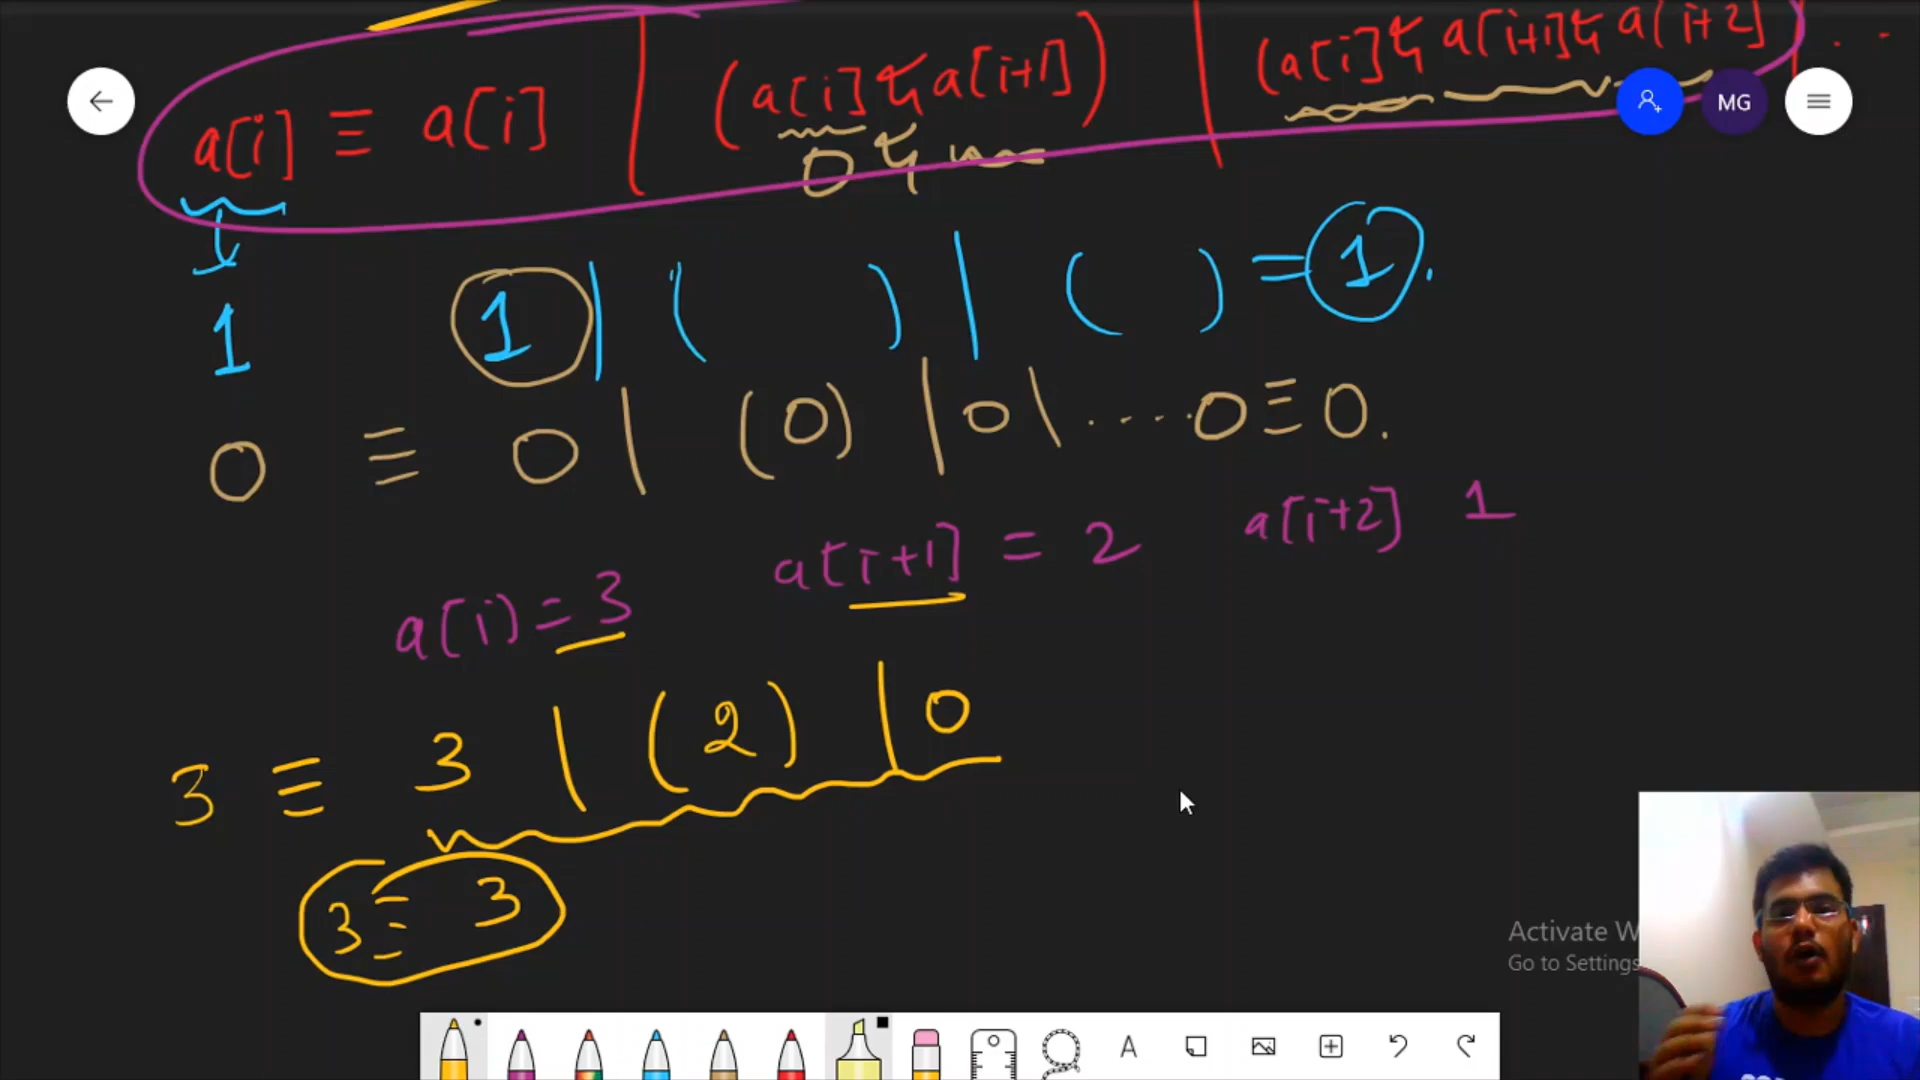 a[i] ≡ a[i] | (a[i] & a[i+1]) | (a[i] & a[i+1] & a[i+2]) | ..
0 &
MG
1 1 | ( ) | ( ) = 1.
0 ≡ 0 | (0) | 0 | .... 0 ≡ 0.
a[i] = 3 a[i+1] = 2 a[i+2] 1
3 ≡ 3 | (2) | 0
3 ≡ 3
Activate W
Go to Settings
A